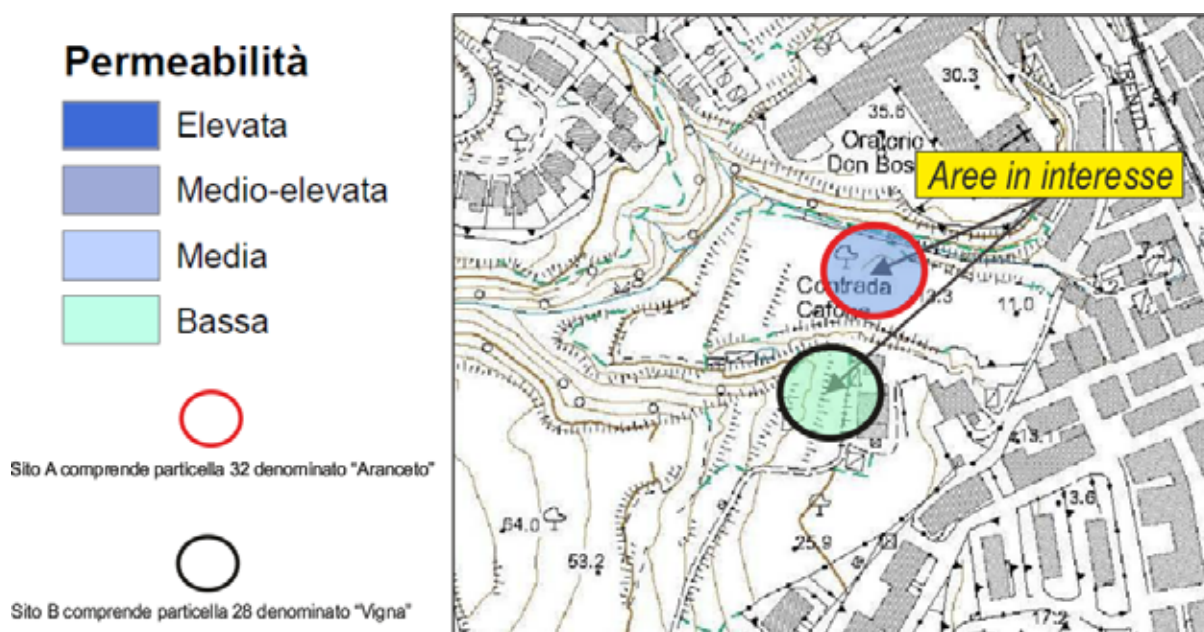 Permeabilità
Elevata
Medio-elevata
Media
Bassa
Sito A comprende particella 32 denominato "Aranceto"
Sito B comprende particella 28 denominato "Vigna"
30.3
35.6
Oratorio
Don Bos
Aree in interesse
Contrada
13.3
11.0
13.1
64.0
53.2
25.9
13.6
17.2